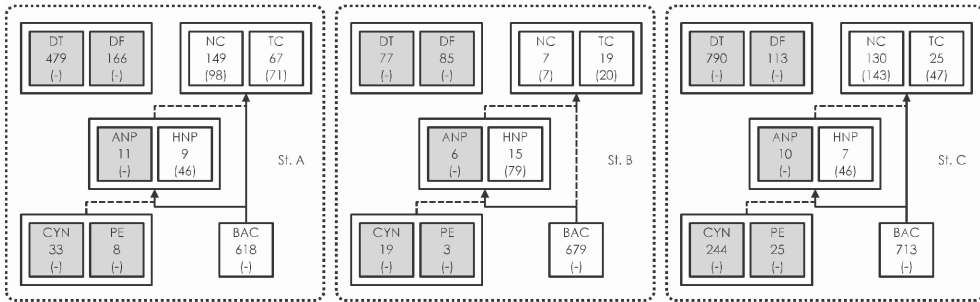 DT DF NC TC
479 166 149 67
(-) (-) (98) (71)
ANP HNP
11 9
(-) (46)
St. A
CYN PE BAC
33 8 618
(-) (-) (-)
DT DF NC TC
77 85 7 19
(-) (-) (7) (20)
ANP HNP
6 15
(-) (79)
St. B
CYN PE BAC
19 3 679
(-) (-) (-)
DT DF NC TC
790 113 130 25
(-) (-) (143) (47)
ANP HNP
10 7
(-) (46)
St. C
CYN PE BAC
244 25 713
(-) (-) (-)